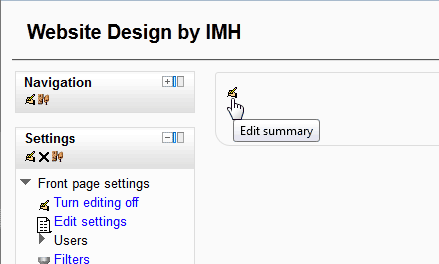 Website Design by IMH
Navigation
Edit summary
Settings
Front page settings
Turn editing off
Edit settings
Users
Filters